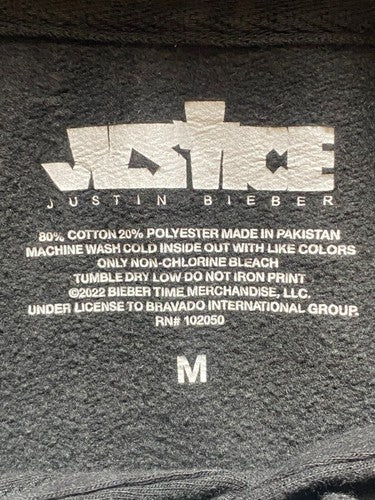 JUSTICE
JUSTIN BIEBER
80% COTTON 20% POLYESTER MADE IN PAKISTAN
MACHINE WASH COLD INSIDE OUT WITH LIKE COLORS
ONLY NON-CHLORINE BLEACH
TUMBLE DRY LOW DO NOT IRON PRINT
©2022 BIEBER TIME MERCHANDISE, LLC.
UNDER LICENSE TO BRAVADO INTERNATIONAL GROUP.
RN# 102050
M